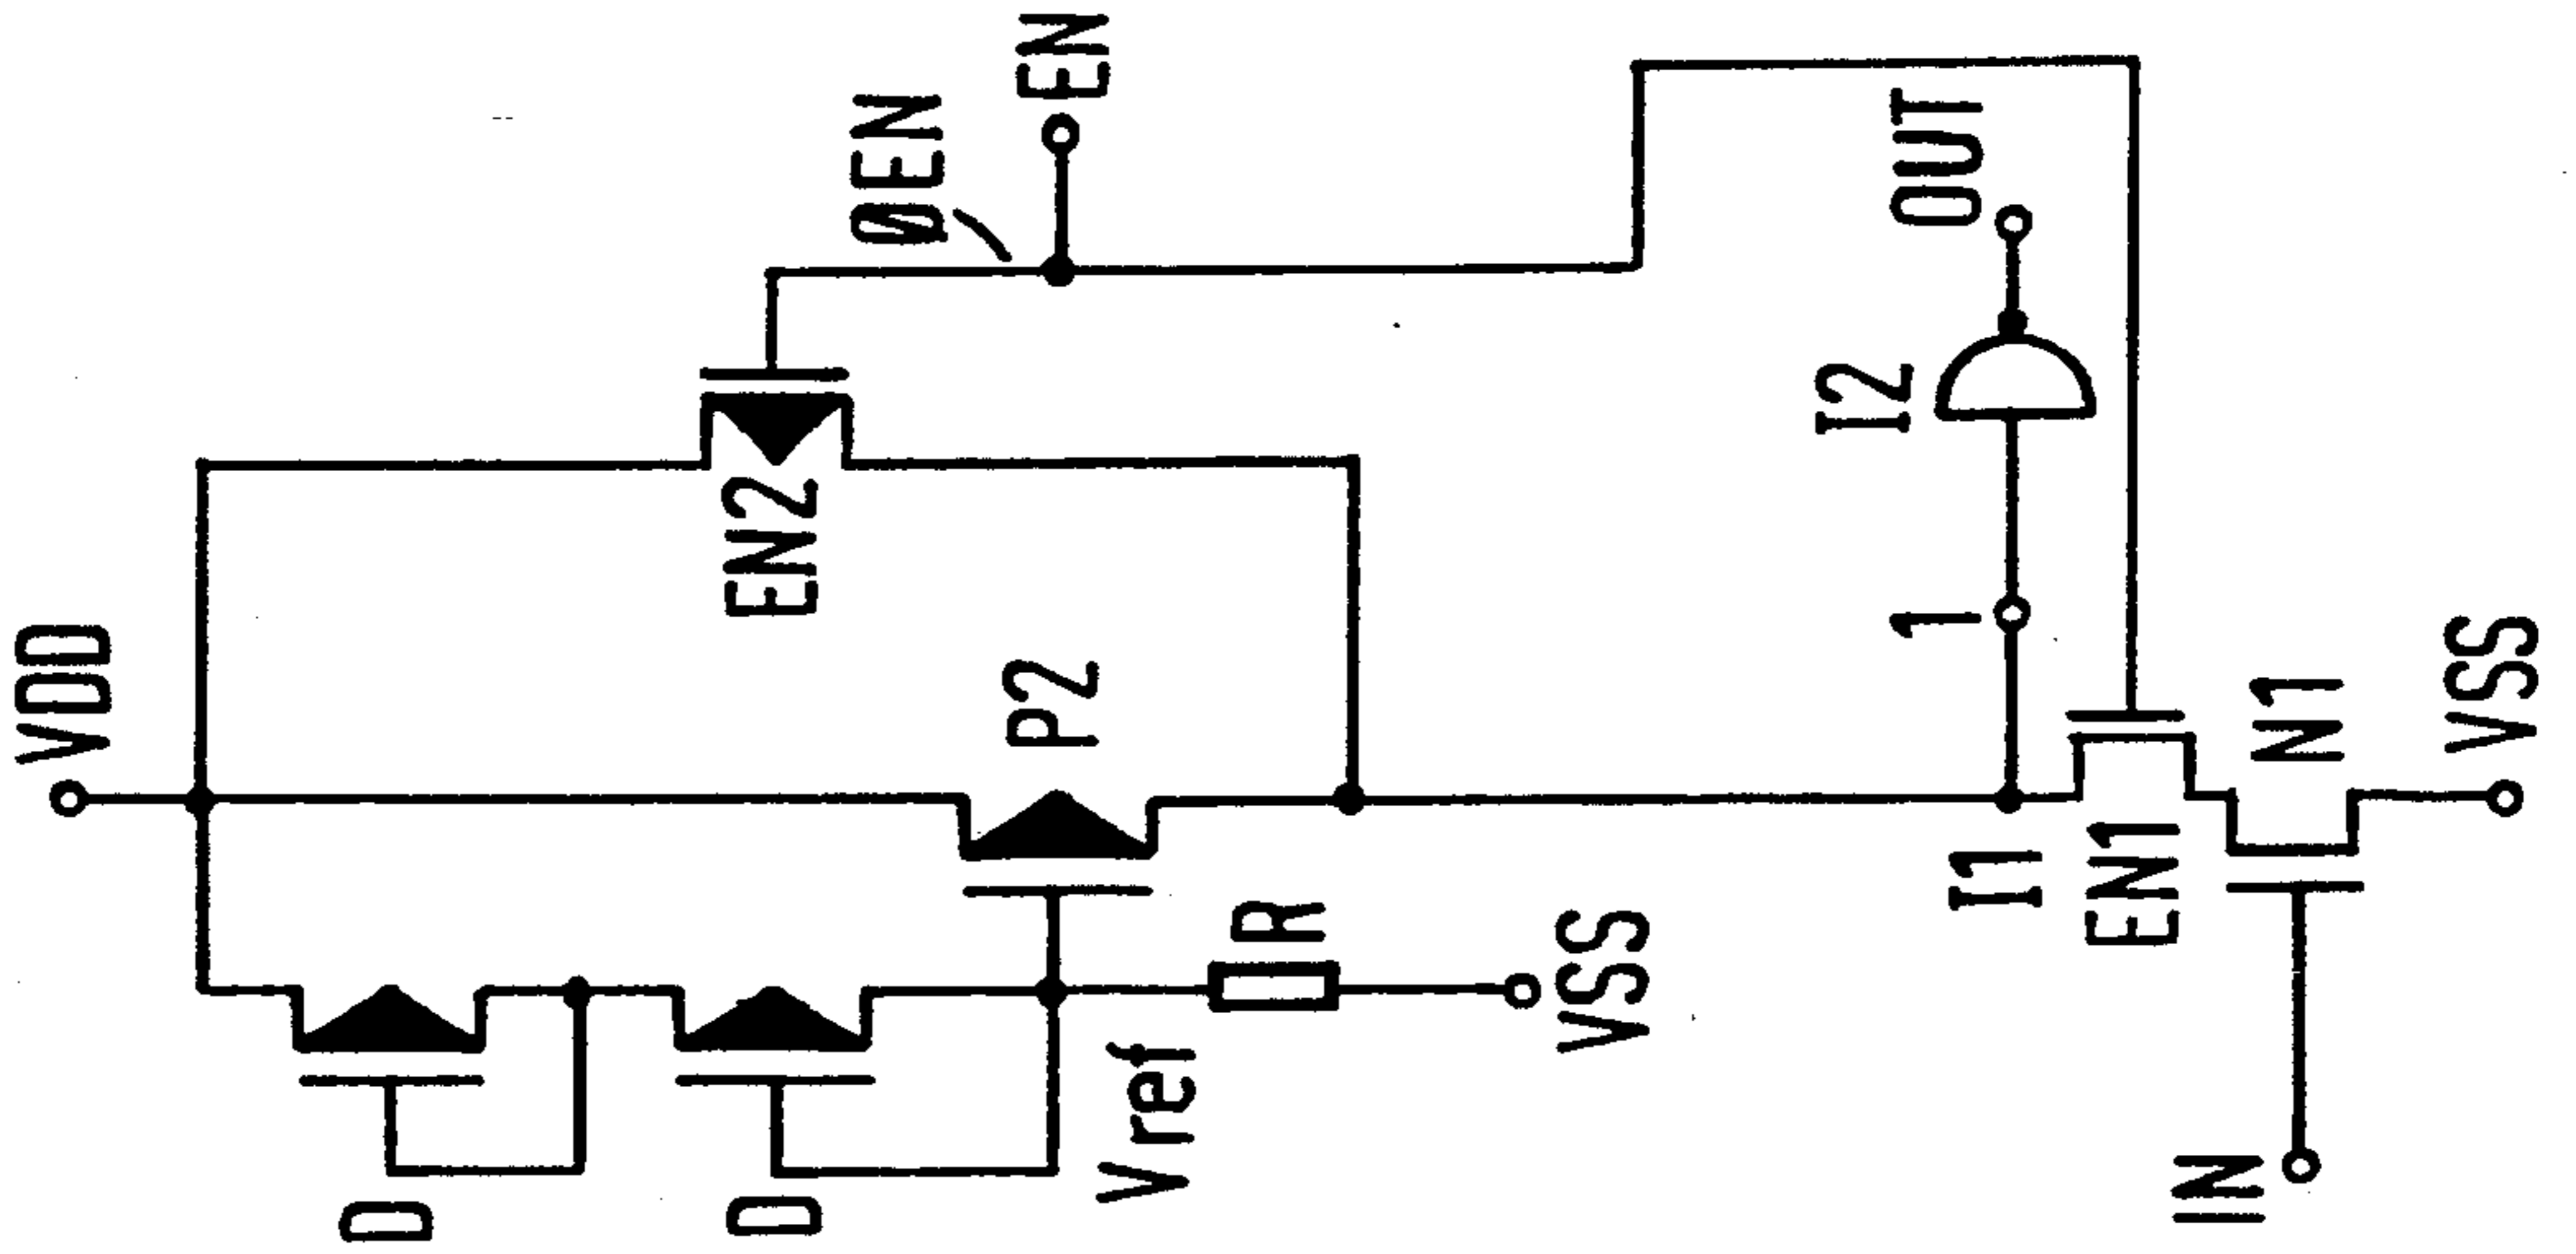 VDD
D
D
Vref
R
VSS
P2
EN2
ØEN
EN
I1
1
I2
OUT
EN1
N1
IN
VSS